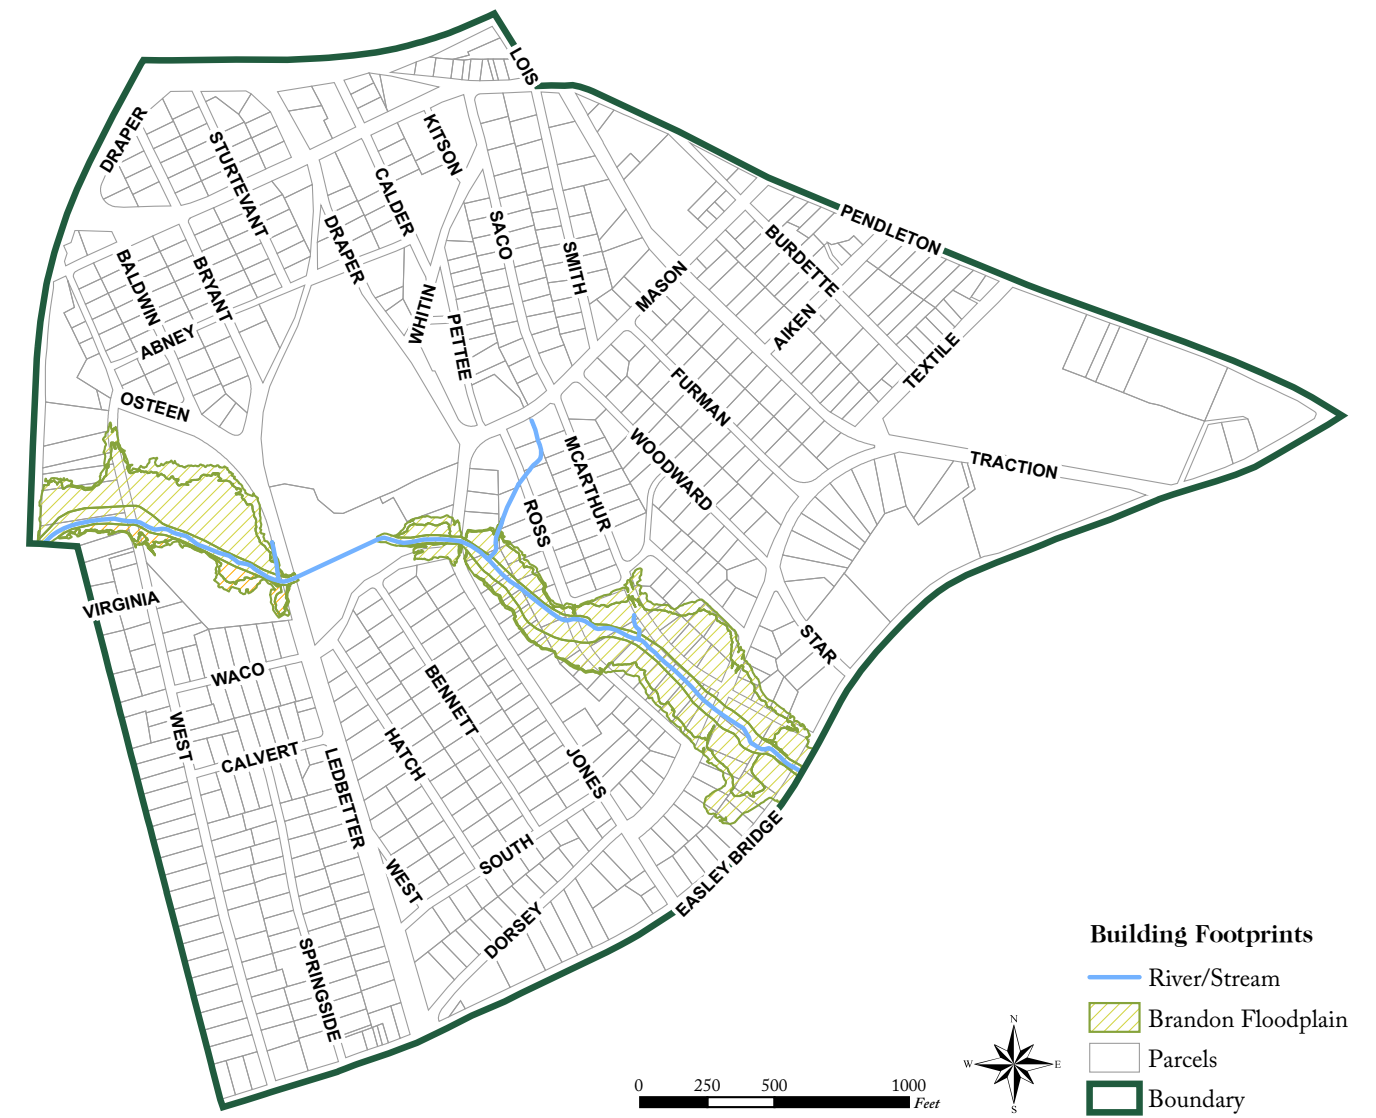 LOIS
DRAPER
STURTEVANT
KITSON
CALDER
SACO
PENDLETON
DRAPER
SMITH
BURDETTE
BALDWIN
BRYANT
MASON
WHITIN
AIKEN
ABNEY
PETTEE
TEXTILE
OSTEEN
FURMAN
WOODWARD
MCARTHUR
TRACTION
ROSS
VIRGINIA
STAR
WACO
BENNETT
WEST
CALVERT
HATCH
JONES
LEDBETTER
SOUTH
WEST
EASLEY BRIDGE
DORSEY
SPRINGSIDE
Building Footprints
River/Stream
Brandon Floodplain
Parcels
Boundary
N
W E
S
0 250 500 1000
Feet